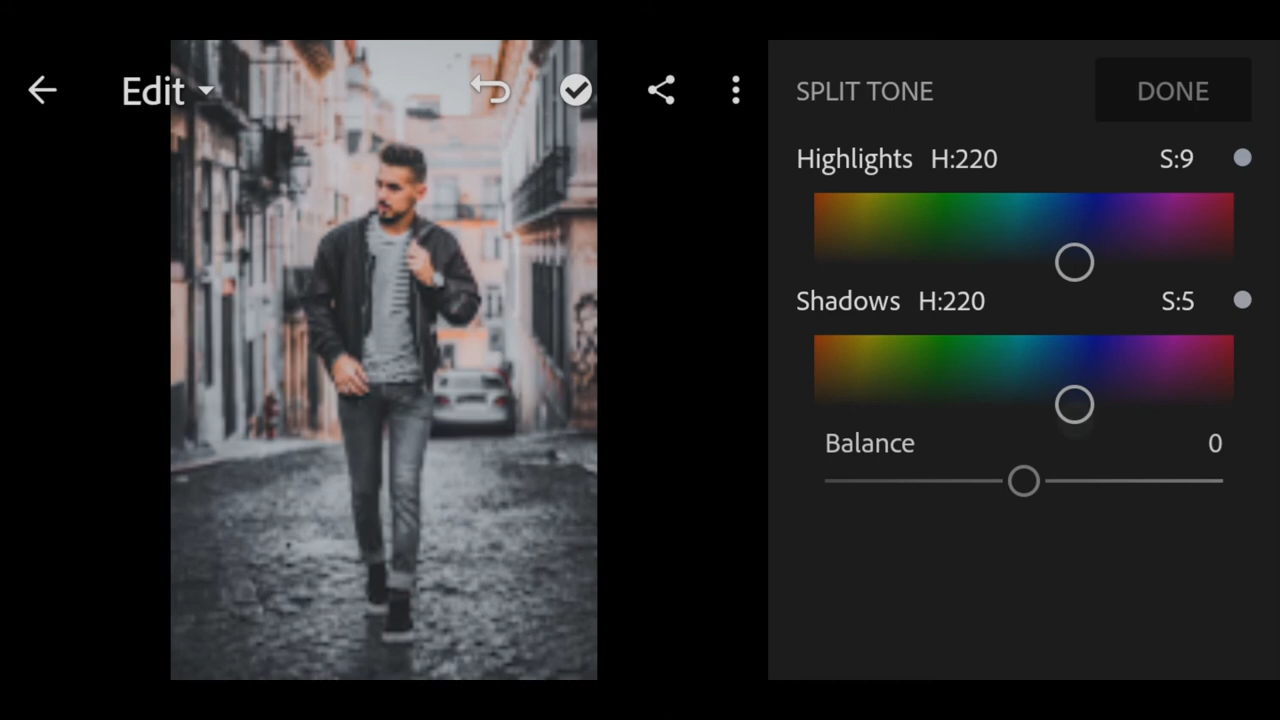 Edit
SPLIT TONE
DONE
Highlights H:220 S:9
Shadows H:220 S:5
Balance 0